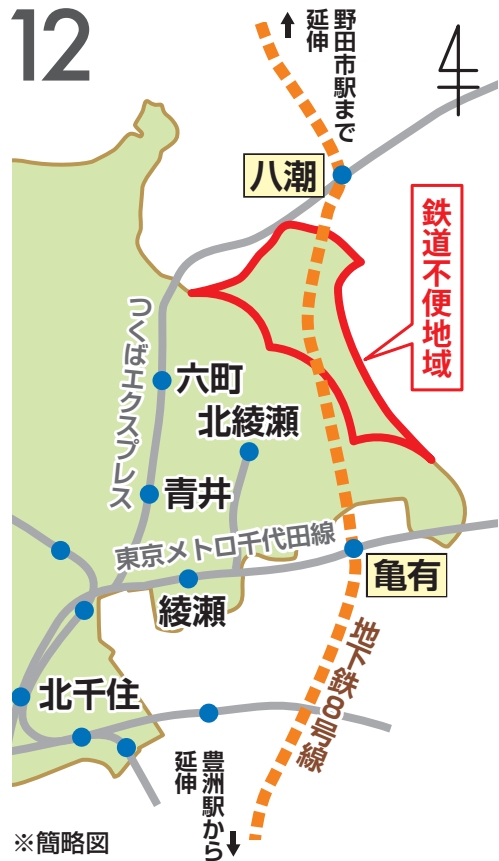 12
野田市駅まで
延伸
八潮
鉄道不便地域
つくばエクスプレス
六町
北綾瀬
青井
東京メトロ千代田線
亀有
綾瀬
地下鉄8号線
北千住
豊洲駅から
延伸
※簡略図